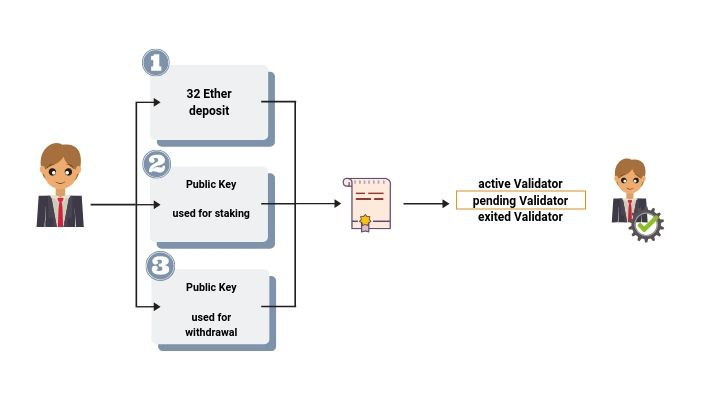 1
32 Ether
deposit
2
Public Key
used for staking
3
Public Key
used for
withdrawal
active Validator
pending Validator
exited Validator